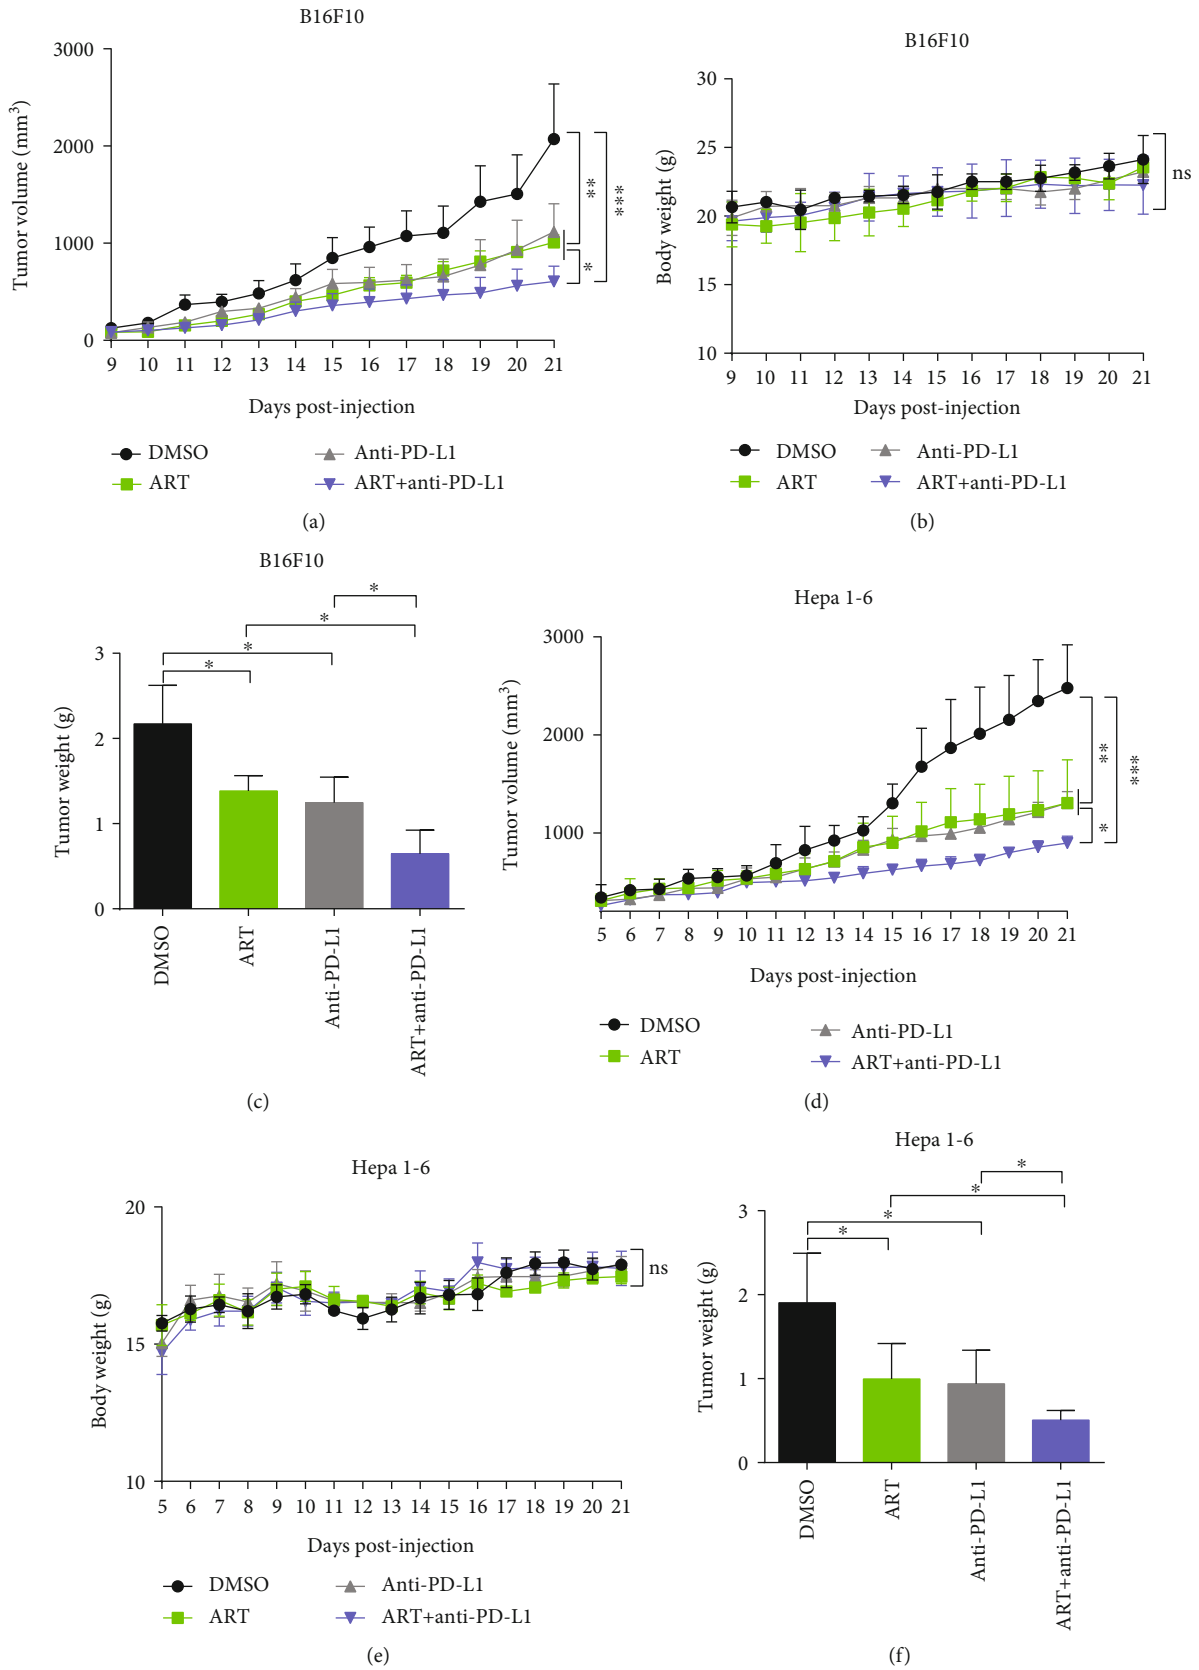 B16F10
Tumor volume (mm³)
3000
2000
1000
0
9 10 11 12 13 14 15 16 17 18 19 20 21
Days post-injection
**
***
*
DMSO
Anti-PD-L1
ART
ART+anti-PD-L1
(a)
B16F10
Body weight (g)
30
25
20
15
10
9 10 11 12 13 14 15 16 17 18 19 20 21
Days post-injection
ns
DMSO
Anti-PD-L1
ART
ART+anti-PD-L1
(b)
B16F10
Tumor weight (g)
3
2
1
0
*
*
*
*
DMSO
ART
Anti-PD-L1
ART+anti-PD-L1
(c)
Hepa 1-6
Tumor volume (mm³)
3000
2000
1000
5 6 7 8 9 10 11 12 13 14 15 16 17 18 19 20 21
Days post-injection
**
***
*
DMSO
Anti-PD-L1
ART
ART+anti-PD-L1
(d)
Hepa 1-6
Body weight (g)
20
15
10
5 6 7 8 9 10 11 12 13 14 15 16 17 18 19 20 21
Days post-injection
ns
DMSO
Anti-PD-L1
ART
ART+anti-PD-L1
(e)
Hepa 1-6
Tumor weight (g)
3
2
1
0
*
*
*
*
DMSO
ART
Anti-PD-L1
ART+anti-PD-L1
(f)